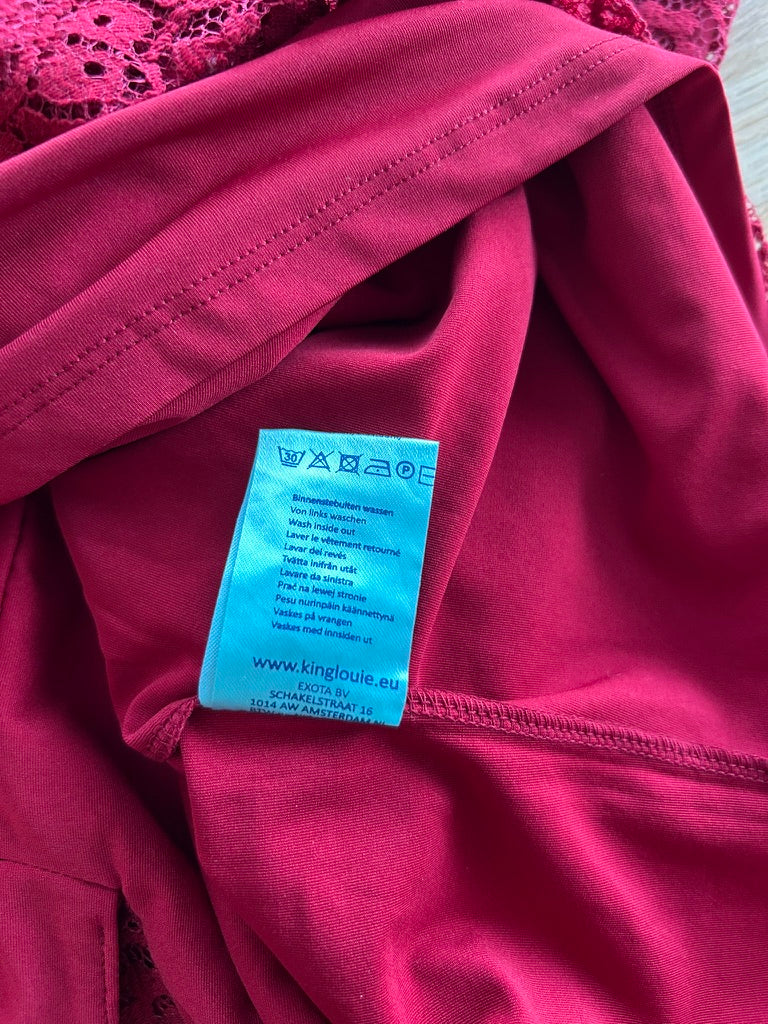 30 P
Binnenstebuiten wassen
Von links waschen
Wash inside out
Laver le vêtement retourné
Lavar del revés
Tvätta inifrån utåt
Lavare da sinistra
Prać na lewej stronie
Pesu nurinpäin käännettynä
Vaskes på vrangen
Vaskes med innsiden ut
www.kinglouie.eu
EXOTA BV
SCHAKELSTRAAT 16
1014 AW AMSTERDAM NL